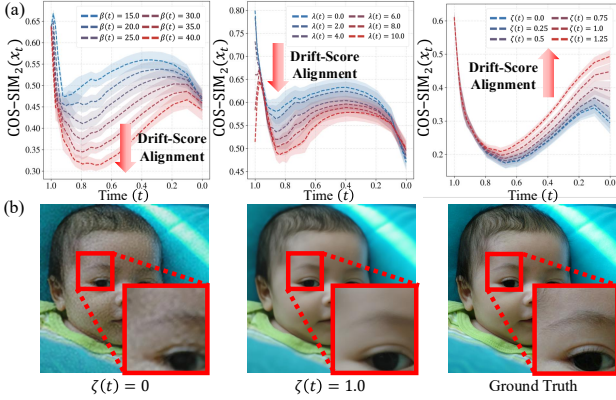 (a)
COS−SIM₂(xₜ)
0.65
0.60
0.55
0.50
0.45
0.40
0.35
0.30
β(t) = 15.0 β(t) = 30.0
β(t) = 20.0 β(t) = 35.0
β(t) = 25.0 β(t) = 40.0
Drift-Score
Alignment
1.0 0.8 0.6 0.4 0.2 0.0
Time (t)
COS−SIM₂(xₜ)
0.80
0.75
0.70
0.65
0.60
0.55
0.50
0.45
λ(t) = 0.0 λ(t) = 6.0
λ(t) = 2.0 λ(t) = 8.0
λ(t) = 4.0 λ(t) = 10.0
Drift-Score
Alignment
1.0 0.8 0.6 0.4 0.2 0.0
Time (t)
COS−SIM₂(xₜ)
0.6
0.5
0.4
0.3
0.2
ζ(t) = 0.0 ζ(t) = 0.75
ζ(t) = 0.25 ζ(t) = 1.0
ζ(t) = 0.5 ζ(t) = 1.25
Drift-Score
Alignment
1.0 0.8 0.6 0.4 0.2 0.0
Time (t)
(b)
ζ(t) = 0
ζ(t) = 1.0
Ground Truth